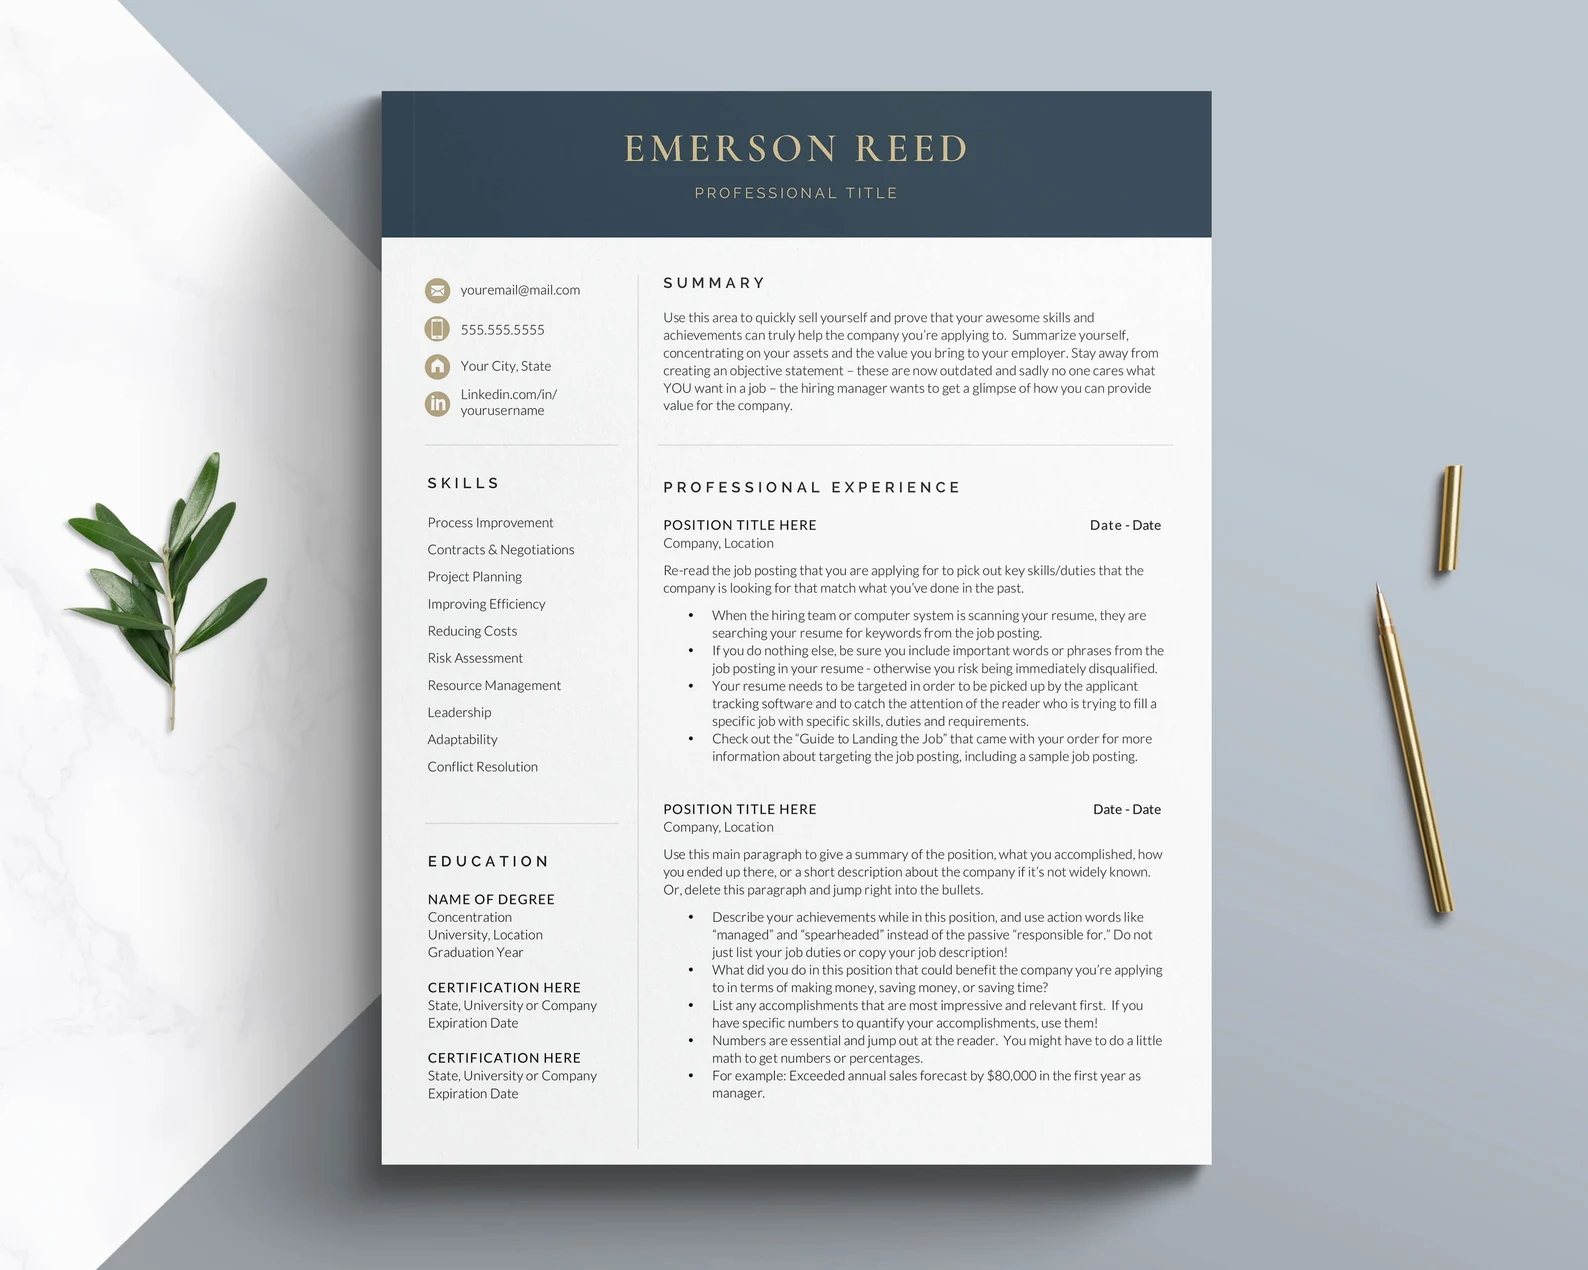 EMERSON REED
PROFESSIONAL TITLE
youremail@mail.com
555.555.5555
Your City, State
Linkedin.com/in/
yourusername
SKILLS
Process Improvement
Contracts & Negotiations
Project Planning
Improving Efficiency
Reducing Costs
Risk Assessment
Resource Management
Leadership
Adaptability
Conflict Resolution
EDUCATION
NAME OF DEGREE
Concentration
University, Location
Graduation Year
CERTIFICATION HERE
State, University or Company
Expiration Date
CERTIFICATION HERE
State, University or Company
Expiration Date
SUMMARY
Use this area to quickly sell yourself and prove that your awesome skills and
achievements can truly help the company you're applying to.  Summarize yourself,
concentrating on your assets and the value you bring to your employer. Stay away from
creating an objective statement – these are now outdated and sadly no one cares what
YOU want in a job – the hiring manager wants to get a glimpse of how you can provide
value for the company.
PROFESSIONAL EXPERIENCE
POSITION TITLE HERE Date - Date
Company, Location
Re-read the job posting that you are applying for to pick out key skills/duties that the
company is looking for that match what you've done in the past.
• When the hiring team or computer system is scanning your resume, they are
searching your resume for keywords from the job posting.
• If you do nothing else, be sure you include important words or phrases from the
job posting in your resume - otherwise you risk being immediately disqualified.
• Your resume needs to be targeted in order to be picked up by the applicant
tracking software and to catch the attention of the reader who is trying to fill a
specific job with specific skills, duties and requirements.
• Check out the “Guide to Landing the Job” that came with your order for more
information about targeting the job posting, including a sample job posting.
POSITION TITLE HERE Date - Date
Company, Location
Use this main paragraph to give a summary of the position, what you accomplished, how
you ended up there, or a short description about the company if it's not widely known.
Or, delete this paragraph and jump right into the bullets.
• Describe your achievements while in this position, and use action words like
“managed” and “spearheaded” instead of the passive “responsible for.” Do not
just list your job duties or copy your job description!
• What did you do in this position that could benefit the company you're applying
to in terms of making money, saving money, or saving time?
• List any accomplishments that are most impressive and relevant first.  If you
have specific numbers to quantify your accomplishments, use them!
• Numbers are essential and jump out at the reader.  You might have to do a little
math to get numbers or percentages.
• For example: Exceeded annual sales forecast by $80,000 in the first year as
manager.